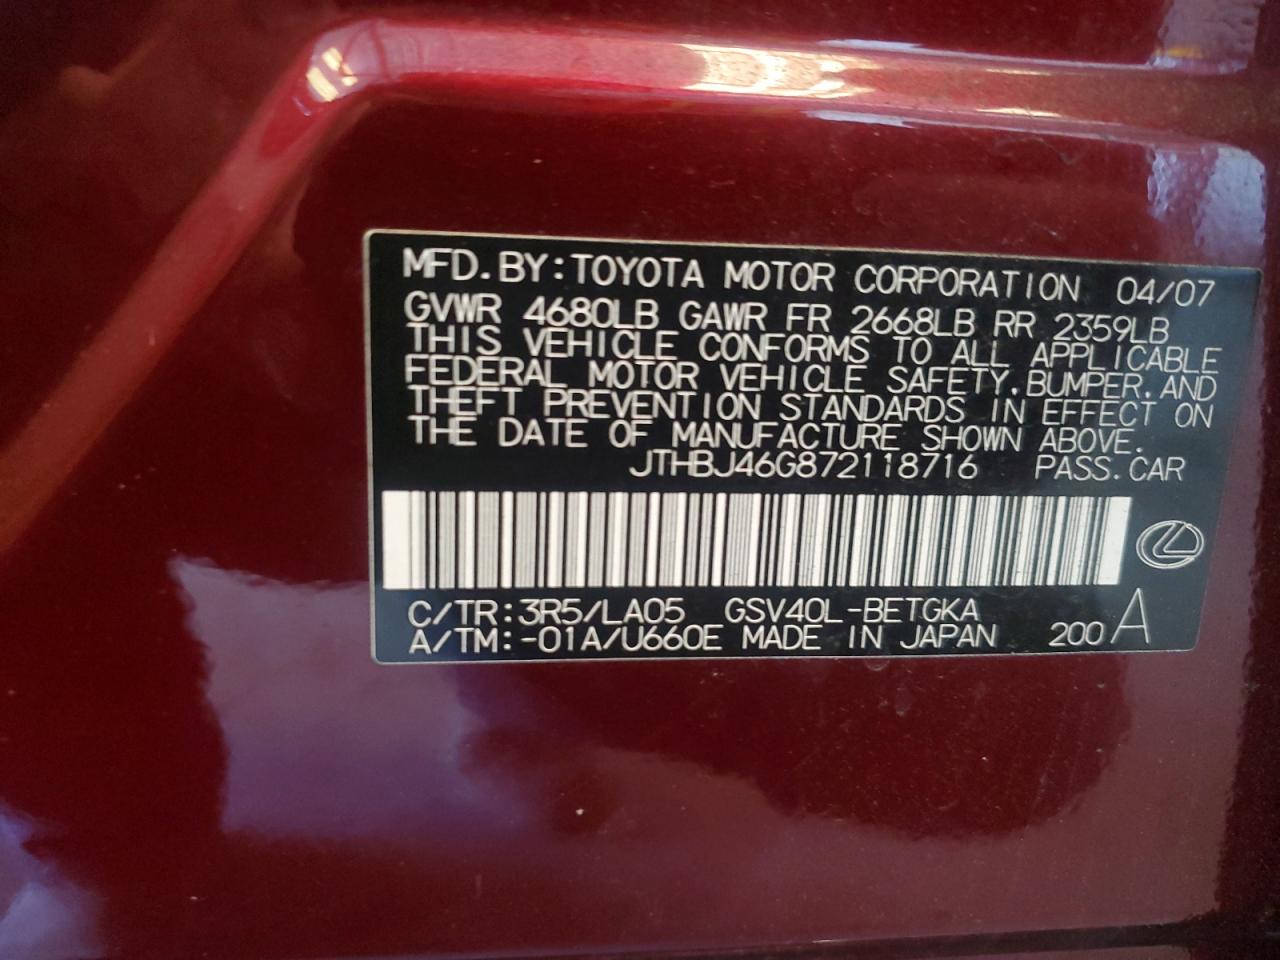 MFD.BY:TOYOTA MOTOR CORPORATION 04/07
GVWR 4680LB GAWR FR 2668LB RR 2359LB
THIS VEHICLE CONFORMS TO ALL APPLICABLE
FEDERAL MOTOR VEHICLE SAFETY,BUMPER,AND
THEFT PREVENTION STANDARDS IN EFFECT ON
THE DATE OF MANUFACTURE SHOWN ABOVE.
JTHBJ46G872118716 PASS.CAR
C/TR:3R5/LA05 GSV40L-BETGKA
A/TM:-01A/U660E MADE IN JAPAN 200 A